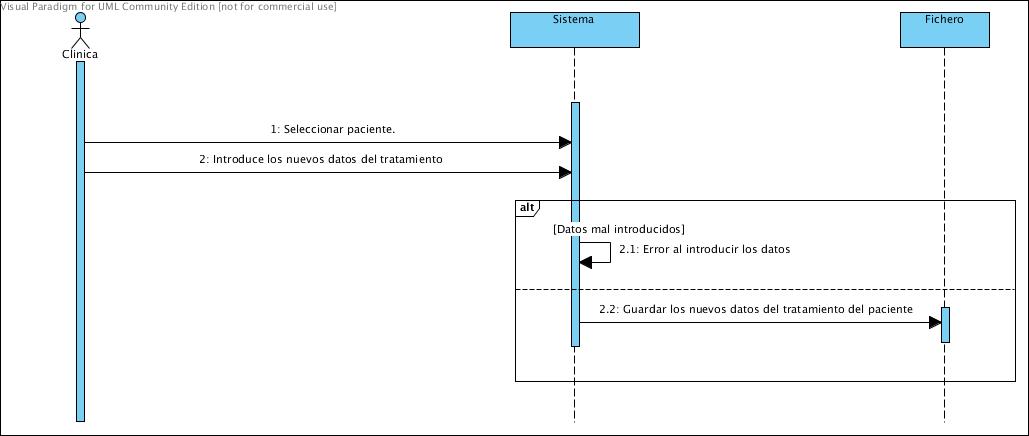 Visual Paradigm for UML Community Edition [not for commercial use]
Clínica
Sistema
Fichero
1: Seleccionar paciente.
2: Introduce los nuevos datos del tratamiento
alt
[Datos mal introducidos]
2.1: Error al introducir los datos
2.2: Guardar los nuevos datos del tratamiento del paciente